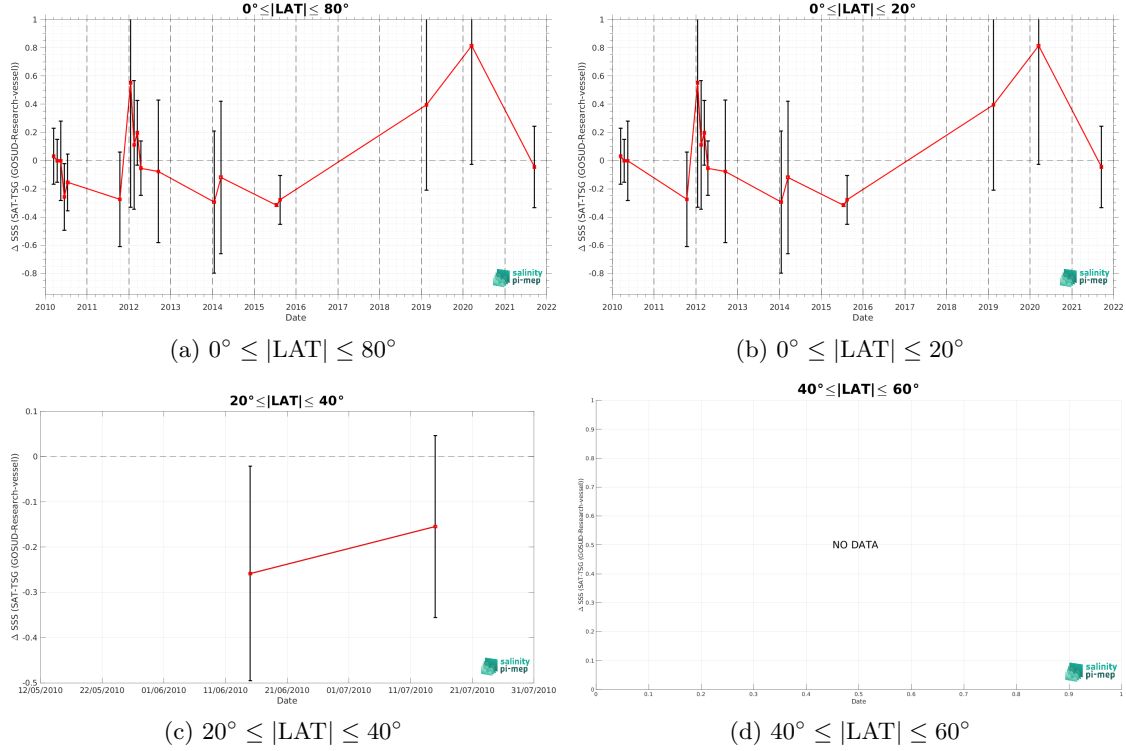 0°≤|LAT|≤ 80°
1
0.8
0.6
0.4
0.2
0
-0.2
-0.4
-0.6
-0.8
Δ SSS (SAT-TSG (GOSUD-Research-vessel))
2010 2011 2012 2013 2014 2015 2016 2017 2018 2019 2020 2021 2022
Date
salinity
pi-mep
(a) 0° ≤ |LAT| ≤ 80°
0°≤|LAT|≤ 20°
1
0.8
0.6
0.4
0.2
0
-0.2
-0.4
-0.6
-0.8
Δ SSS (SAT-TSG (GOSUD-Research-vessel))
2010 2011 2012 2013 2014 2015 2016 2017 2018 2019 2020 2021 2022
Date
salinity
pi-mep
(b) 0° ≤ |LAT| ≤ 20°
20°≤|LAT|≤ 40°
0.1
0
-0.1
-0.2
-0.3
-0.4
-0.5
Δ SSS (SAT-TSG (GOSUD-Research-vessel))
12/05/2010 22/05/2010 01/06/2010 11/06/2010 21/06/2010 01/07/2010 11/07/2010 21/07/2010 31/07/2010
Date
salinity
pi-mep
(c) 20° ≤ |LAT| ≤ 40°
40°≤|LAT|≤ 60°
1
0.9
0.8
0.7
0.6
0.5
0.4
0.3
0.2
0.1
0
Δ SSS (SAT-TSG (GOSUD-Research-vessel))
NO DATA
0 0.1 0.2 0.3 0.4 0.5 0.6 0.7 0.8 0.9 1
Date
salinity
pi-mep
(d) 40° ≤ |LAT| ≤ 60°